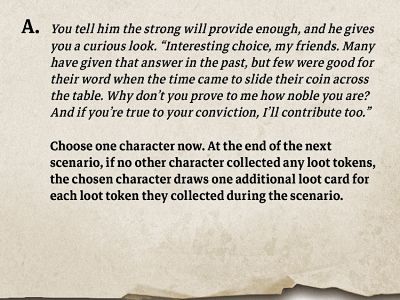 A. You tell him the strong will provide enough, and he gives
you a curious look. “Interesting choice, my friends. Many
have given that answer in the past, but few were good for
their word when the time came to slide their coin across
the table. Why don’t you prove to me how noble you are?
And if you’re true to your conviction, I’ll contribute too.”
Choose one character now. At the end of the next
scenario, if no other character collected any loot tokens,
the chosen character draws one additional loot card for
each loot token they collected during the scenario.